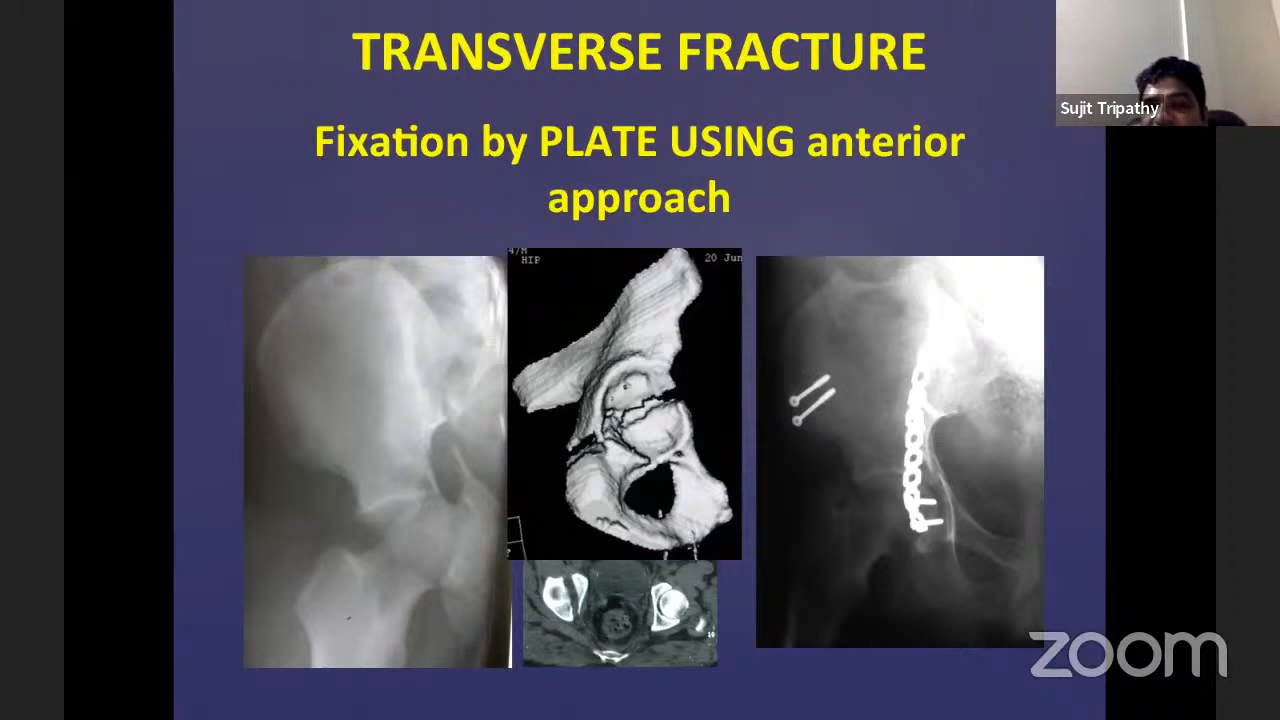 TRANSVERSE FRACTURE
Sujit Tripathy
Fixation by PLATE USING anterior
approach
HIP
20 Jun
zoom